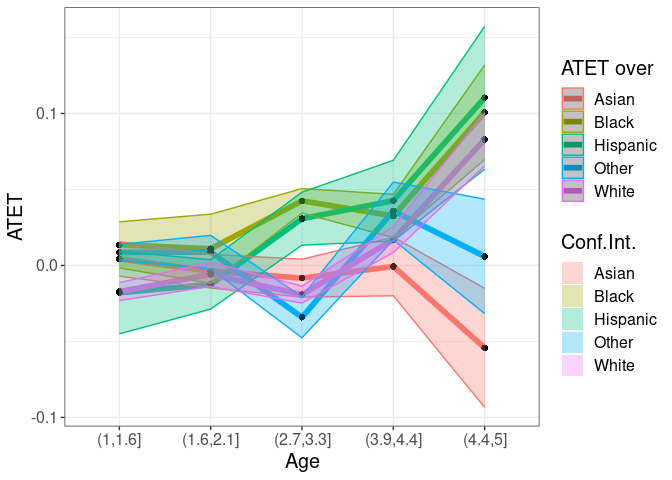 ATET over
Asian
Black
Hispanic
Other
White
Conf.Int.
Asian
Black
Hispanic
Other
White
ATET
0.1
0.0
-0.1
(1,1.6]
(1.6,2.1]
(2.7,3.3]
(3.9,4.4]
(4.4,5]
Age